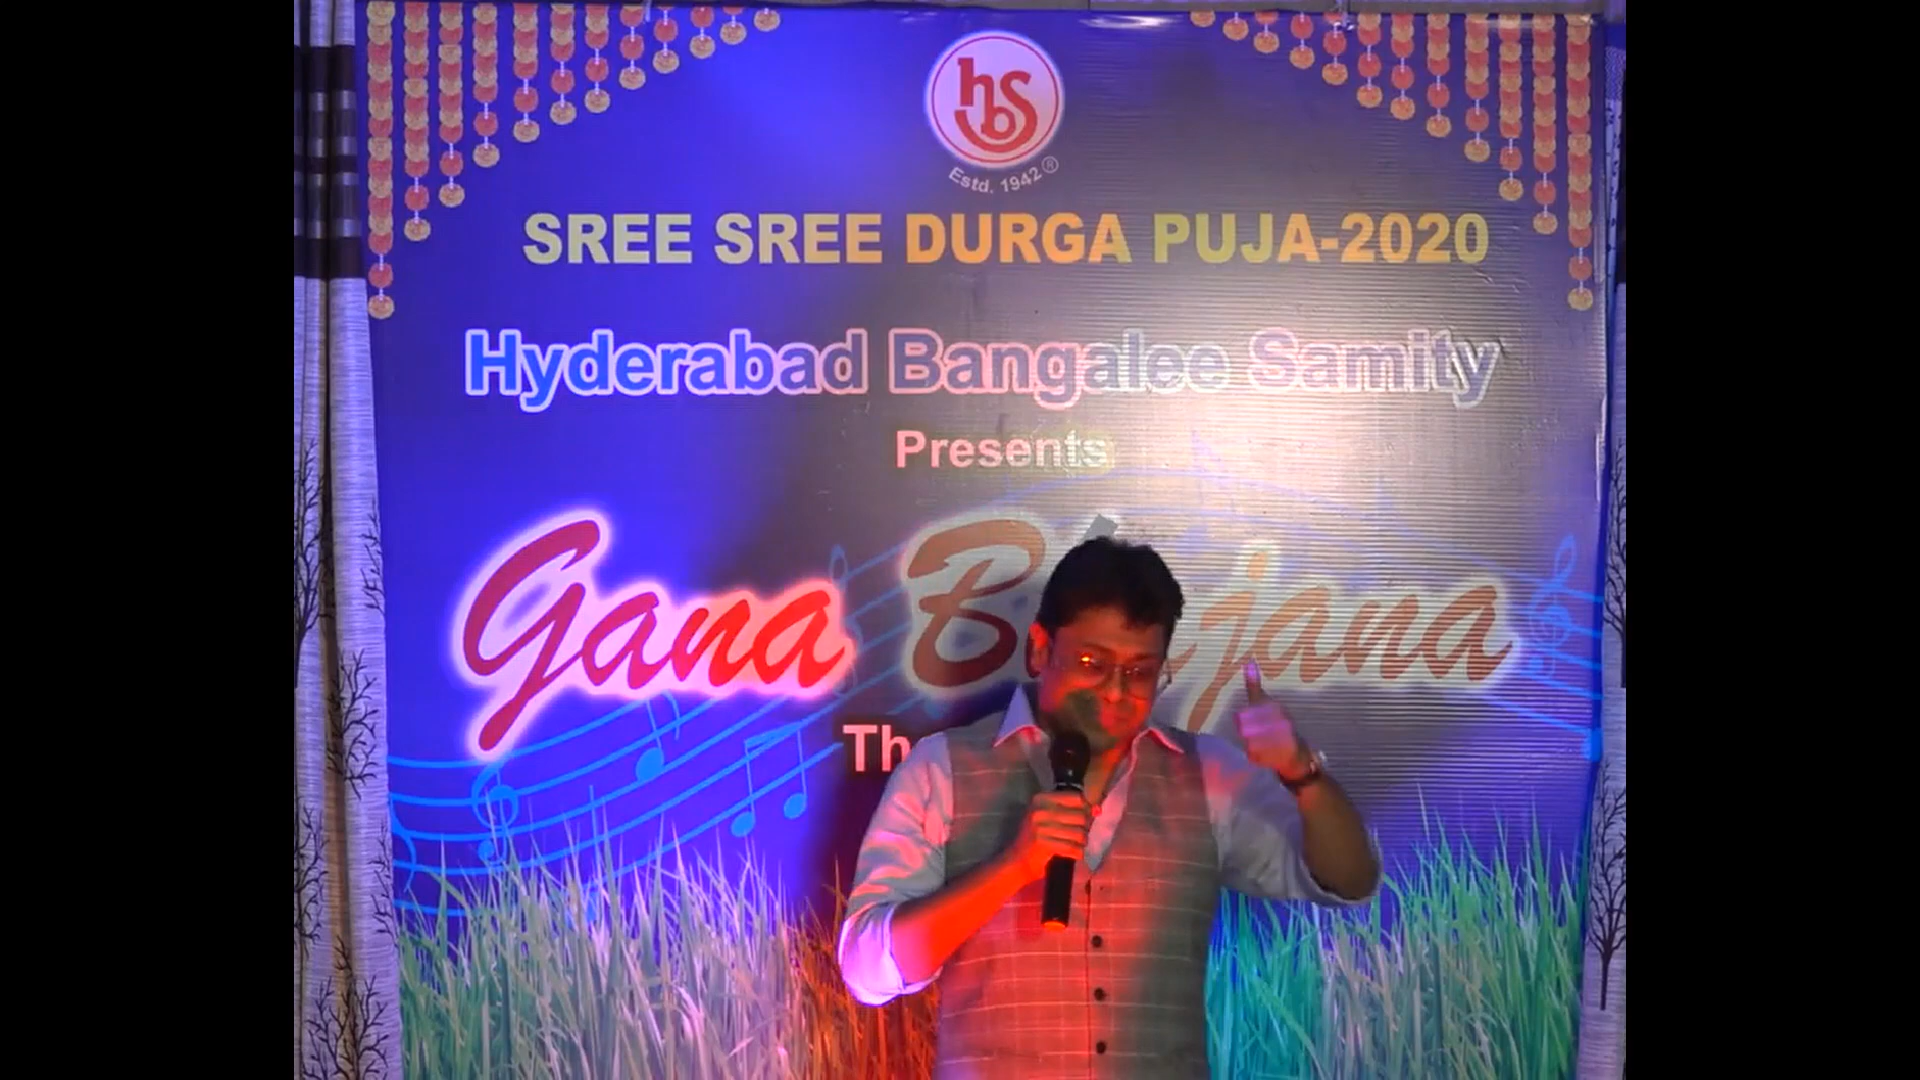 hbs
Estd. 1942®
SREE SREE DURGA PUJA-2020
Hyderabad Bangalee Samity
Presents
Gana